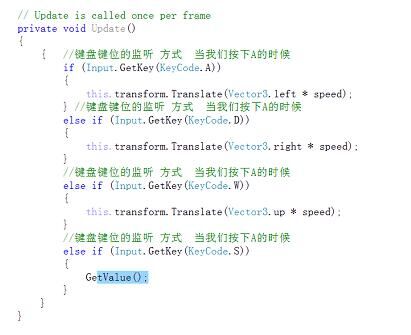 // Update is called once per frame
private void Update()
{
{ //键盘键位的监听 方式 当我们按下A的时候
if (Input.GetKey(KeyCode.A))
{
this.transform.Translate(Vector3.left * speed);
} //键盘键位的监听 方式 当我们按下A的时候
else if (Input.GetKey(KeyCode.D))
{
this.transform.Translate(Vector3.right * speed);
}
//键盘键位的监听 方式 当我们按下A的时候
else if (Input.GetKey(KeyCode.W))
{
this.transform.Translate(Vector3.up * speed);
}
//键盘键位的监听 方式 当我们按下A的时候
else if (Input.GetKey(KeyCode.S))
{
GetValue();
}
}
}